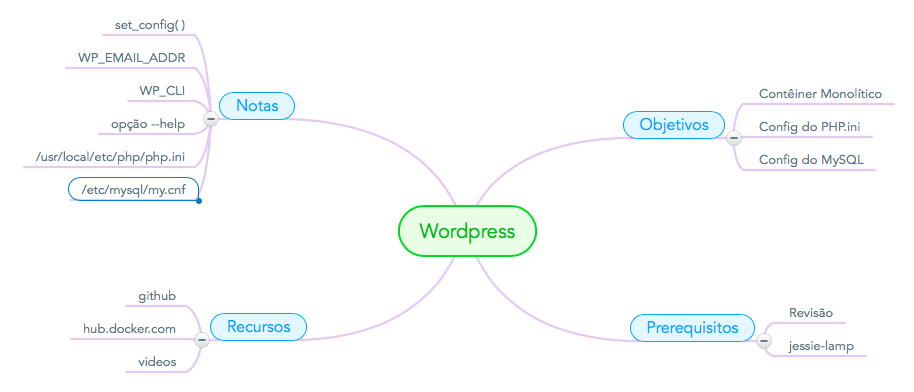 Wordpress
Notas
set_config( )
WP_EMAIL_ADDR
WP_CLI
opção --help
/usr/local/etc/php/php.ini
/etc/mysql/my.cnf
Objetivos
Contêiner Monolítico
Config do PHP.ini
Config do MySQL
Recursos
github
hub.docker.com
videos
Prerequisitos
Revisão
jessie-lamp